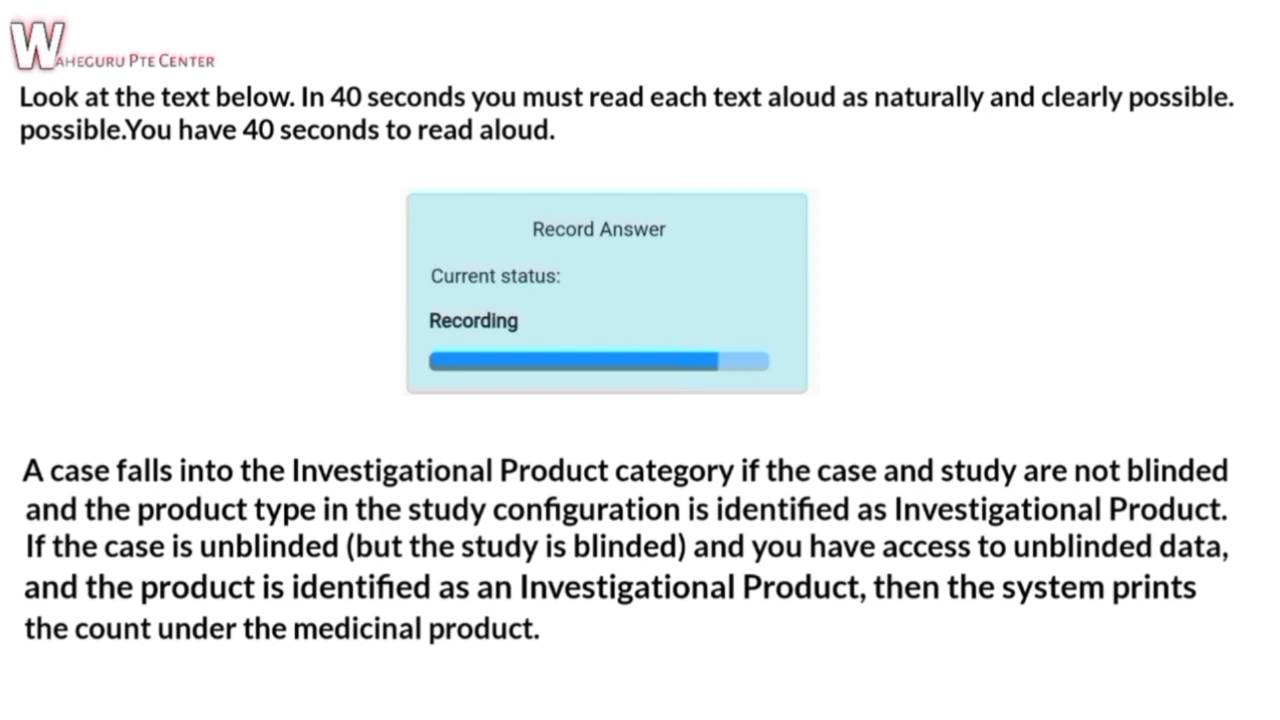 WAHEGURU PTE CENTER
Look at the text below. In 40 seconds you must read each text aloud as naturally and clearly possible.
possible.You have 40 seconds to read aloud.
Record Answer
Current status:
Recording
A case falls into the Investigational Product category if the case and study are not blinded
and the product type in the study configuration is identified as Investigational Product.
If the case is unblinded (but the study is blinded) and you have access to unblinded data,
and the product is identified as an Investigational Product, then the system prints
the count under the medicinal product.